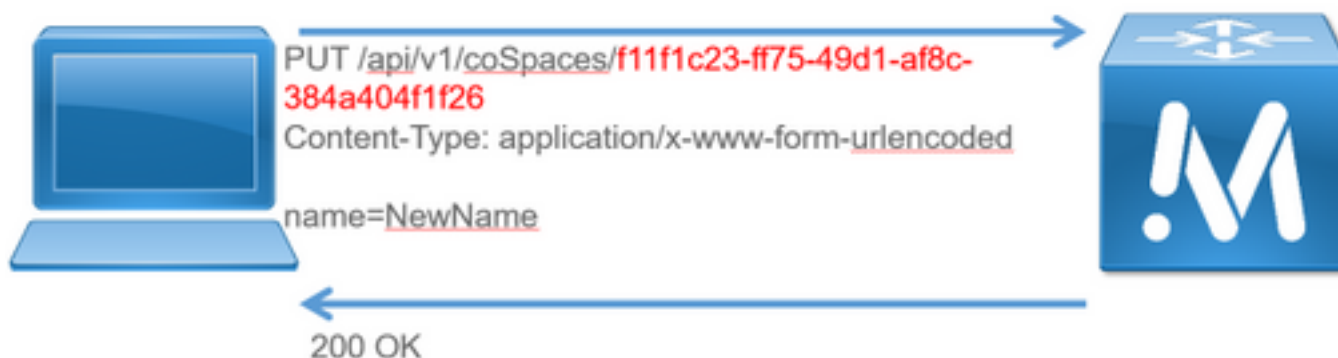 PUT /api/v1/coSpaces/f11f1c23-ff75-49d1-af8c-
384a404f1f26
Content-Type: application/x-www-form-urlencoded
name=NewName
200 OK